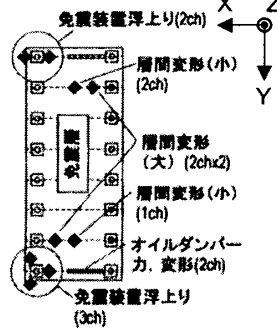 免震装置浮上り(2ch)
X Z
Y
層間変形(小)
(2ch)
免震層
層間変形
(大) (2chx2)
層間変形(小)
(1ch)
オイルダンパー
力, 変形(2ch)
免震装置浮上り
(3ch)